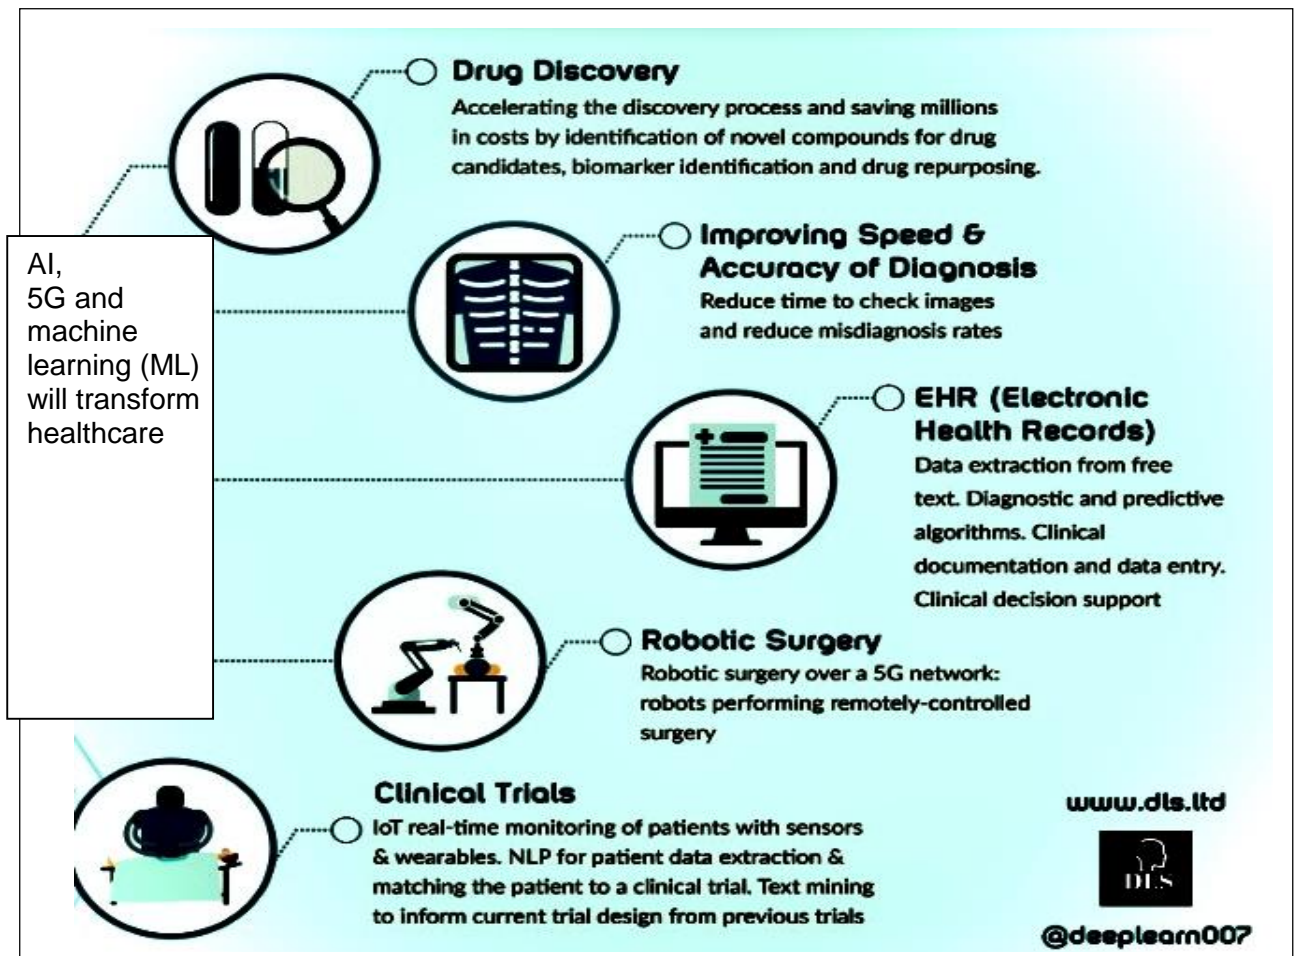 Drug Discovery
Accelerating the discovery process and saving millions
in costs by identification of novel compounds for drug
candidates, biomarker identification and drug repurposing.
Improving Speed &
Accuracy of Diagnosis
Reduce time to check images
and reduce misdiagnosis rates
AI,
5G and
machine
learning (ML)
will transform
healthcare
EHR (Electronic
Health Records)
Data extraction from free
text. Diagnostic and predictive
algorithms. Clinical
documentation and data entry.
Clinical decision support
Robotic Surgery
Robotic surgery over a 5G network:
robots performing remotely-controlled
surgery
Clinical Trials
IoT real-time monitoring of patients with sensors
& wearables. NLP for patient data extraction &
matching the patient to a clinical trial. Text mining
to inform current trial design from previous trials
www.dls.ltd
DLS
@deeplearn007